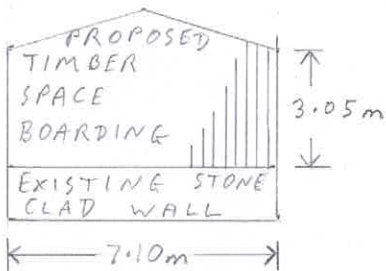 PROPOSED
TIMBER
SPACE
BOARDING
3.05m
EXISTING STONE
CLAD WALL
7.10m